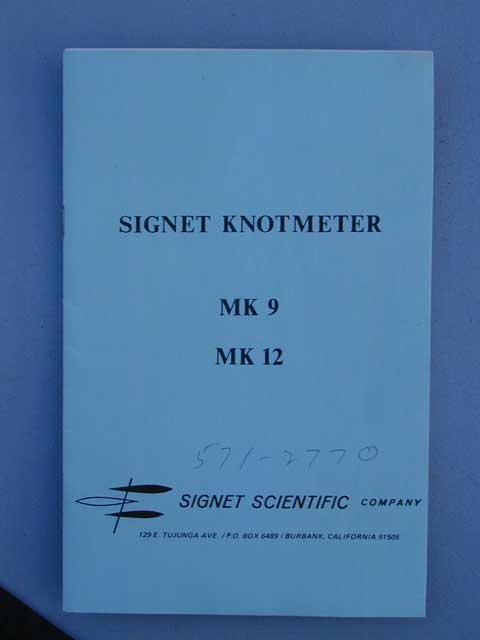 SIGNET KNOTMETER
MK 9
MK 12
571-2770
SIGNET SCIENTIFIC COMPANY
129 E. TUJUNGA AVE. / P.O. BOX 6489 / BURBANK, CALIFORNIA 91505